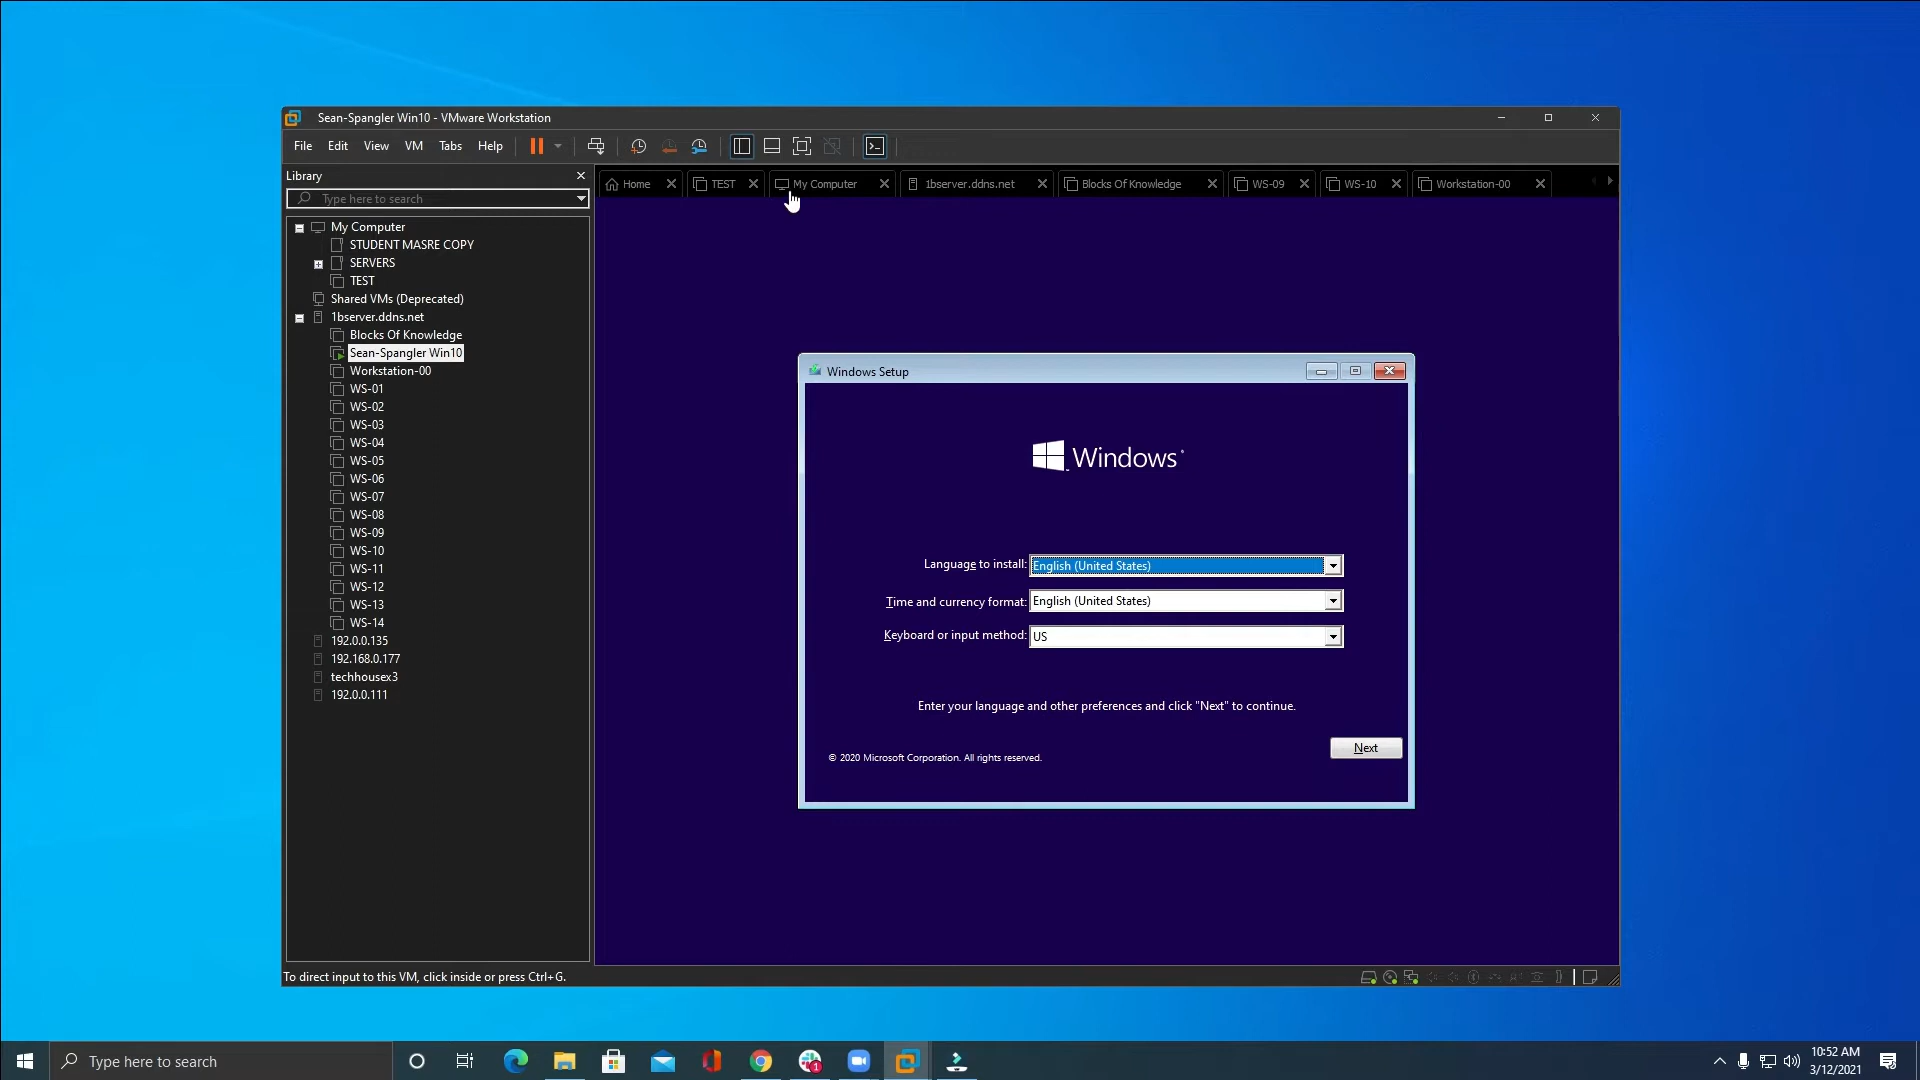 Sean-Spangler Win10 - VMware Workstation
File Edit View VM Tabs Help
Library
Type here to search
My Computer
STUDENT MASRE COPY
SERVERS
TEST
Shared VMs (Deprecated)
1bserver.ddns.net
Blocks Of Knowledge
Sean-Spangler Win10
Workstation-00
WS-01
WS-02
WS-03
WS-04
WS-05
WS-06
WS-07
WS-08
WS-09
WS-10
WS-11
WS-12
WS-13
WS-14
192.0.0.135
192.168.0.177
techhousex3
192.0.0.111
Home TEST My Computer 1bserver.ddns.net Blocks Of Knowledge WS-09 WS-10 Workstation-00
Windows Setup
Windows
Language to install: English (United States)
Time and currency format: English (United States)
Keyboard or input method: US
Enter your language and other preferences and click "Next" to continue.
Next
© 2020 Microsoft Corporation. All rights reserved.
To direct input to this VM, click inside or press Ctrl+G.
Type here to search
1
10:52 AM
3/12/2021